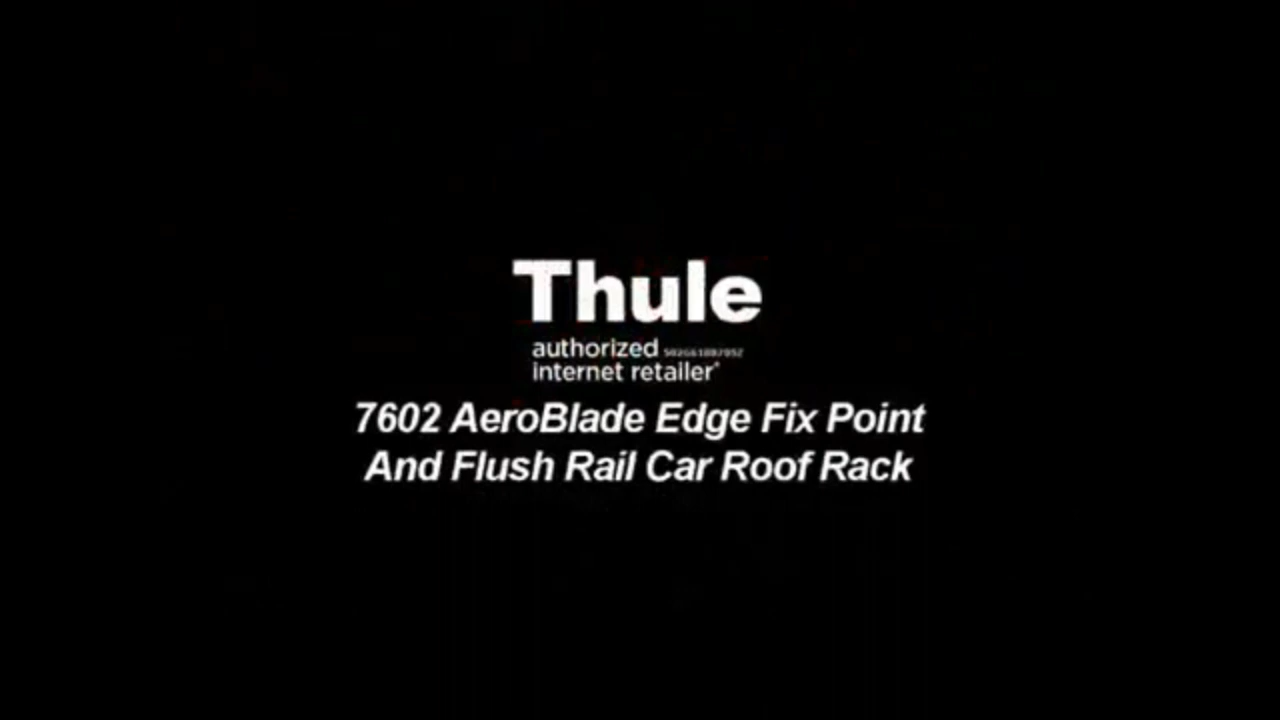 Thule
authorized
internet retailer*
7602 AeroBlade Edge Fix Point
And Flush Rail Car Roof Rack